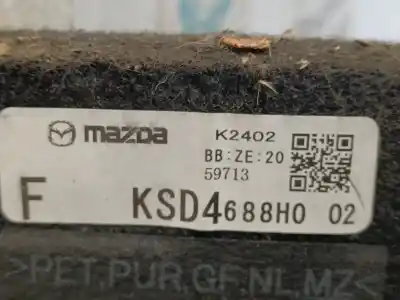 mazda K2402
BB:ZE:20
59713
F KSD4688H0 02
>PET,PUR,GF,NL,MZ<